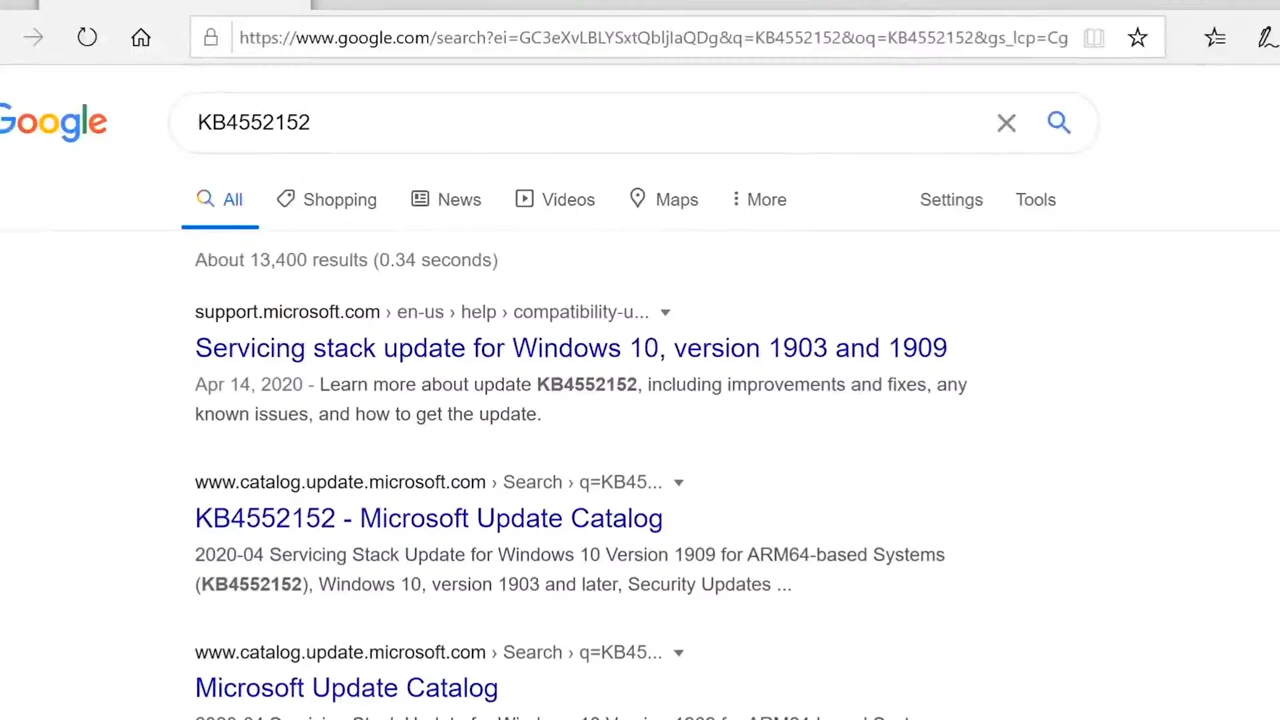 https://www.google.com/search?ei=GC3eXvLBLYSxtQbljIaQDg&q=KB4552152&oq=KB4552152&gs_lcp=Cg
Google
KB4552152
All Shopping News Videos Maps More Settings Tools
About 13,400 results (0.34 seconds)
support.microsoft.com › en-us › help › compatibility-u...
Servicing stack update for Windows 10, version 1903 and 1909
Apr 14, 2020 - Learn more about update KB4552152, including improvements and fixes, any
known issues, and how to get the update.
www.catalog.update.microsoft.com › Search › q=KB45...
KB4552152 - Microsoft Update Catalog
2020-04 Servicing Stack Update for Windows 10 Version 1909 for ARM64-based Systems
(KB4552152), Windows 10, version 1903 and later, Security Updates ...
www.catalog.update.microsoft.com › Search › q=KB45...
Microsoft Update Catalog